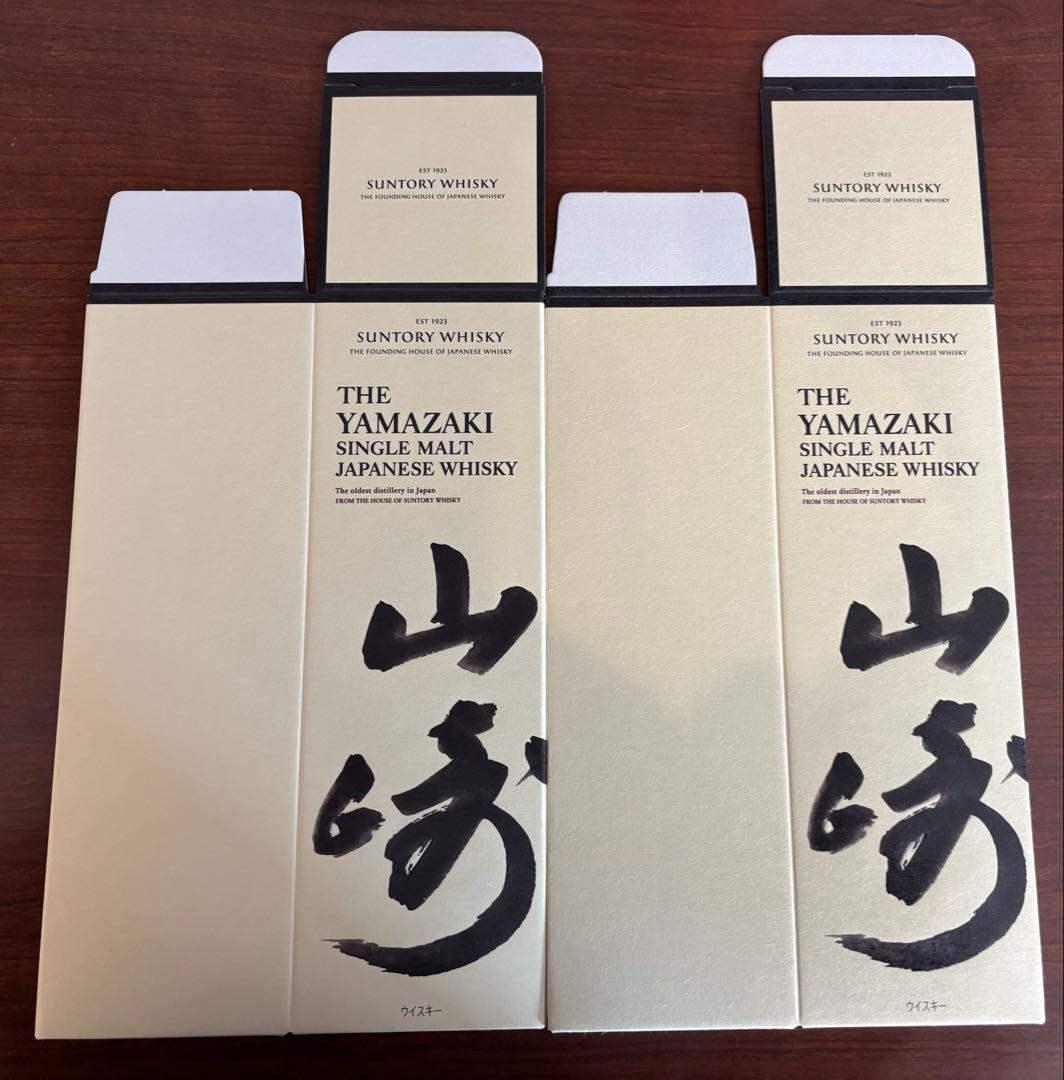 EST 1923
SUNTORY WHISKY
THE FOUNDING HOUSE OF JAPANESE WHISKY
EST 1923
SUNTORY WHISKY
THE FOUNDING HOUSE OF JAPANESE WHISKY
THE
YAMAZAKI
SINGLE MALT
JAPANESE WHISKY
The oldest distillery in Japan
FROM THE HOUSE OF SUNTORY WHISKY
山
崎
ウイスキー
EST 1923
SUNTORY WHISKY
THE FOUNDING HOUSE OF JAPANESE WHISKY
EST 1923
SUNTORY WHISKY
THE FOUNDING HOUSE OF JAPANESE WHISKY
THE
YAMAZAKI
SINGLE MALT
JAPANESE WHISKY
The oldest distillery in Japan
FROM THE HOUSE OF SUNTORY WHISKY
山
崎
ウイスキー